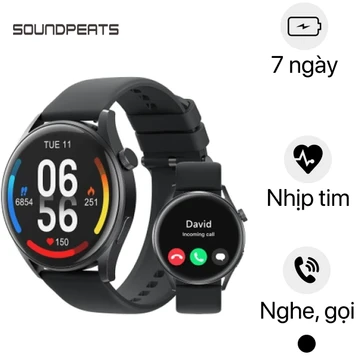 SOUNDPEATS
7 ngày
TUE 11
06
56
6854
251
150
David
Incoming call
Nhịp tim
Nghe, gọi